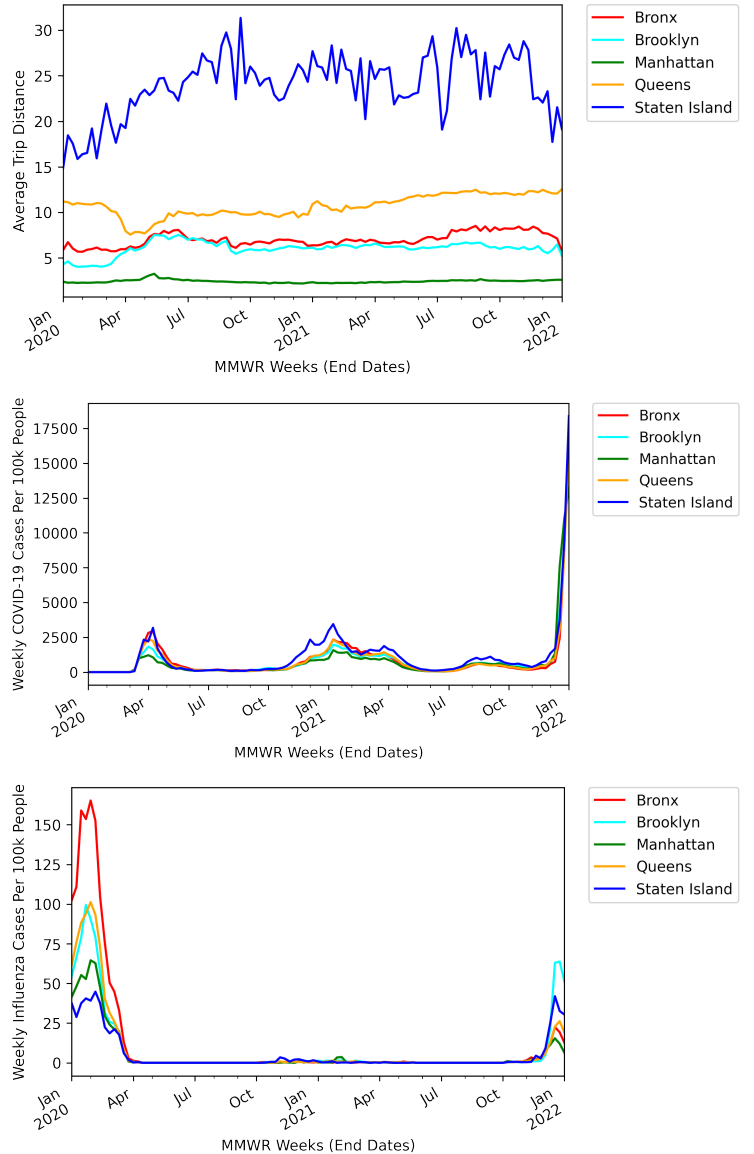 Average Trip Distance
30
25
20
15
10
5
Jan
2020
Apr
Jul
Oct
Jan
2021
Apr
Jul
Oct
Jan
2022
MMWR Weeks (End Dates)
Bronx
Brooklyn
Manhattan
Queens
Staten Island
Weekly COVID-19 Cases Per 100k People
17500
15000
12500
10000
7500
5000
2500
0
Jan
2020
Apr
Jul
Oct
Jan
2021
Apr
Jul
Oct
Jan
2022
MMWR Weeks (End Dates)
Bronx
Brooklyn
Manhattan
Queens
Staten Island
Weekly Influenza Cases Per 100k People
150
125
100
75
50
25
0
Jan
2020
Apr
Jul
Oct
Jan
2021
Apr
Jul
Oct
Jan
2022
MMWR Weeks (End Dates)
Bronx
Brooklyn
Manhattan
Queens
Staten Island